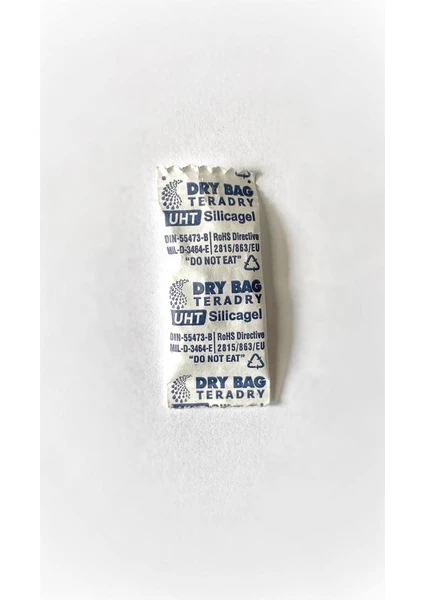 DRY BAG
TERADRY
UHT Silicagel
DIN-55473-B RoHS Directive
MIL-D-3464-E 2815/863/EU
"DO NOT EAT"
DRY BAG
TERADRY
UHT Silicagel
DIN-55473-B RoHS Directive
MIL-D-3464-E 2815/863/EU
"DO NOT EAT"
DRY BAG
TERADRY